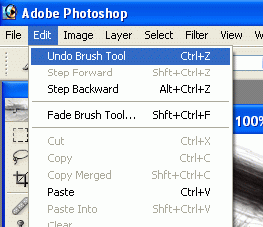 Adobe Photoshop
File Edit Image Layer Select Filter View Wi
Undo Brush Tool Ctrl+Z
Step Forward Shft+Ctrl+Z
Step Backward Alt+Ctrl+Z
Fade Brush Tool... Shft+Ctrl+F
100%
Cut Ctrl+X
Copy Ctrl+C
Copy Merged Shft+Ctrl+C
Paste Ctrl+V
Paste Into Shft+Ctrl+V
Clear